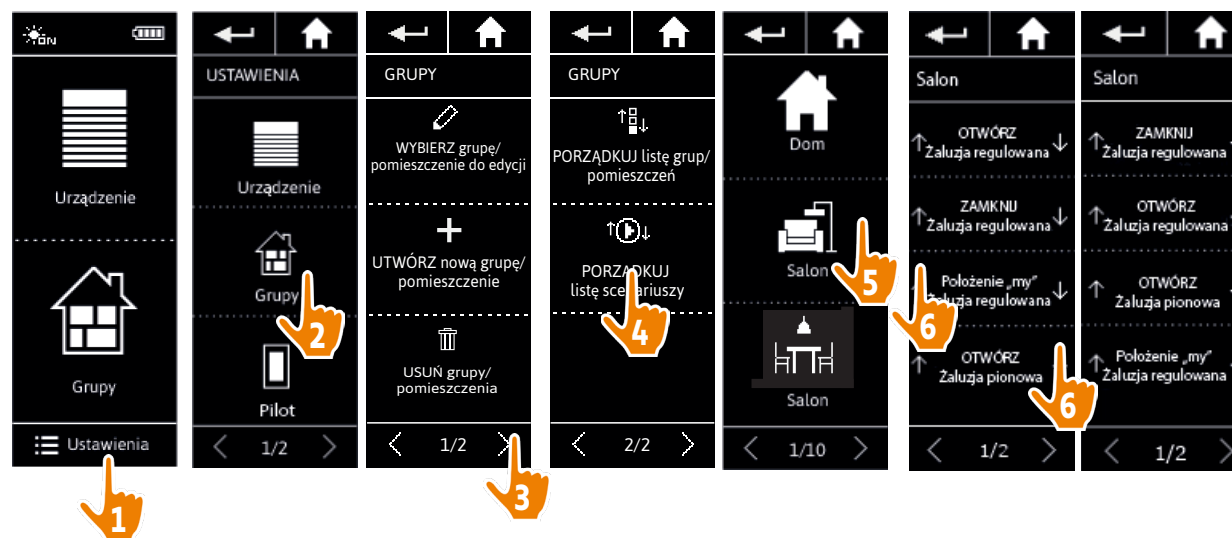 ON
Urządzenie
Grupy
Ustawienia
1
USTAWIENIA
Urządzenie
Grupy
2
Pilot
1/2
GRUPY
WYBIERZ grupę/
pomieszczenie do edycji
UTWÓRZ nową grupę/
pomieszczenie
USUŃ grupy/
pomieszczenia
1/2
3
GRUPY
PORZĄDKUJ listę grup/
pomieszczeń
PORZĄDKUJ
listę scenariuszy
4
2/2
Dom
Salon
5
Salon
1/10
Salon
OTWÓRZ
Żaluzja regulowana
ZAMKNIJ
Żaluzja regulowana
Położenie „my”
Żaluzja regulowana
6
OTWÓRZ
Żaluzja pionowa
6
1/2
Salon
ZAMKNIJ
Żaluzja regulowana
OTWÓRZ
Żaluzja regulowana
OTWÓRZ
Żaluzja pionowa
Położenie „my”
Żaluzja regulowana
1/2